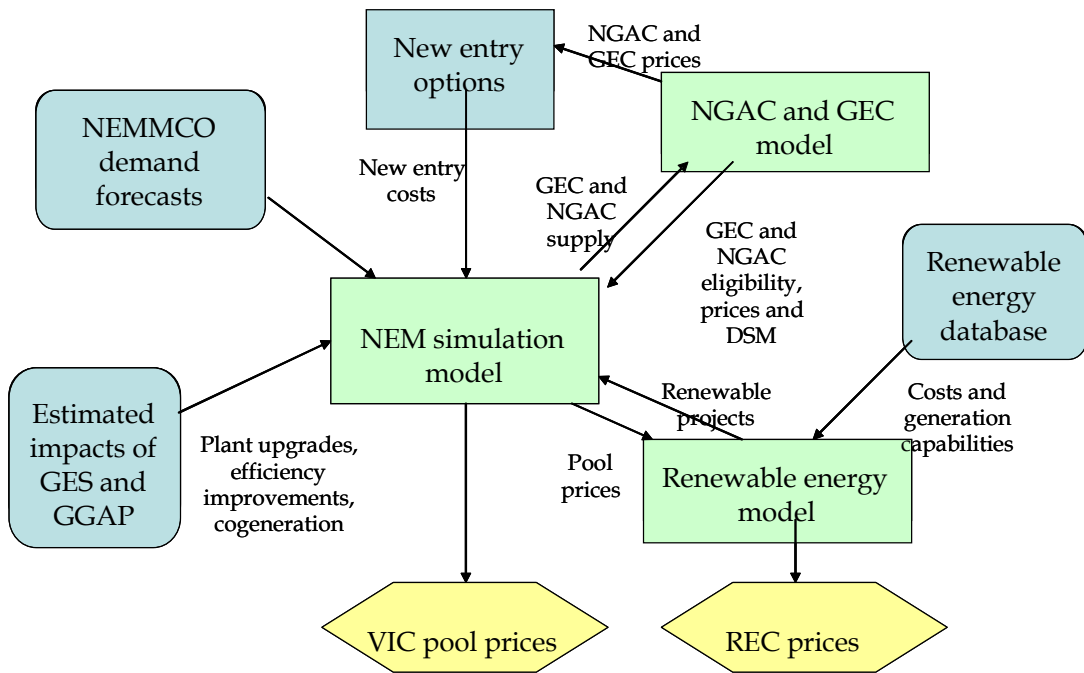 New entry
options
NGAC and
GEC prices
NGAC and GEC
model
NEMMCO
demand
forecasts
New entry
costs
GEC and
NGAC
supply
GEC and
NGAC
eligibility,
prices and
DSM
Renewable
energy
database
NEM simulation
model
Estimated
impacts of
GES and
GGAP
Plant upgrades,
efficiency
improvements,
cogeneration
Renewable
projects
Costs and
generation
capabilities
Pool
prices
Renewable energy
model
VIC pool prices
REC prices